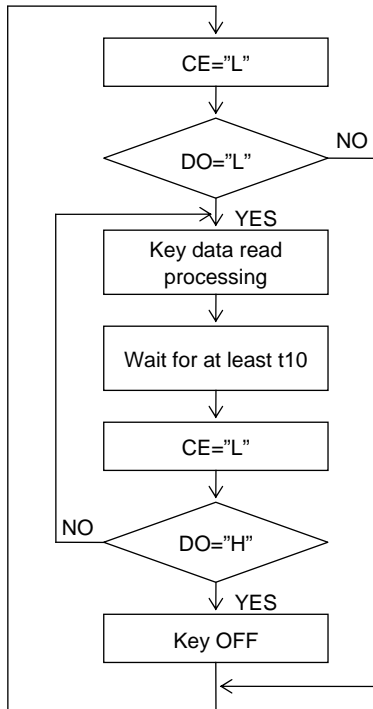 CE=”L”
DO=”L”
NO
YES
Key data read
processing
Wait for at least t10
CE=”L”
DO=”H”
NO
YES
Key OFF